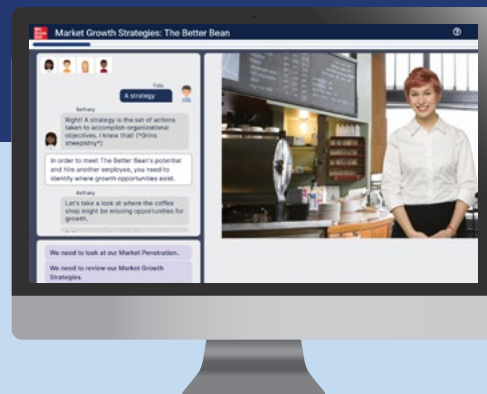 Mc
Graw
Hill
Market Growth Strategies: The Better Bean
Felix
A strategy
Bethany
Right! A strategy is the set of actions
taken to accomplish organizational
objectives. I knew that! (*Grins
sheepishly*)
In order to meet The Better Bean's potential
and hire another employee, you need to
identify where growth opportunities exist.
Bethany
Let's take a look at where the coffee
shop might be missing opportunities for
growth.
We need to look at our Market Penetration.
We need to review our Market Growth
Strategies.